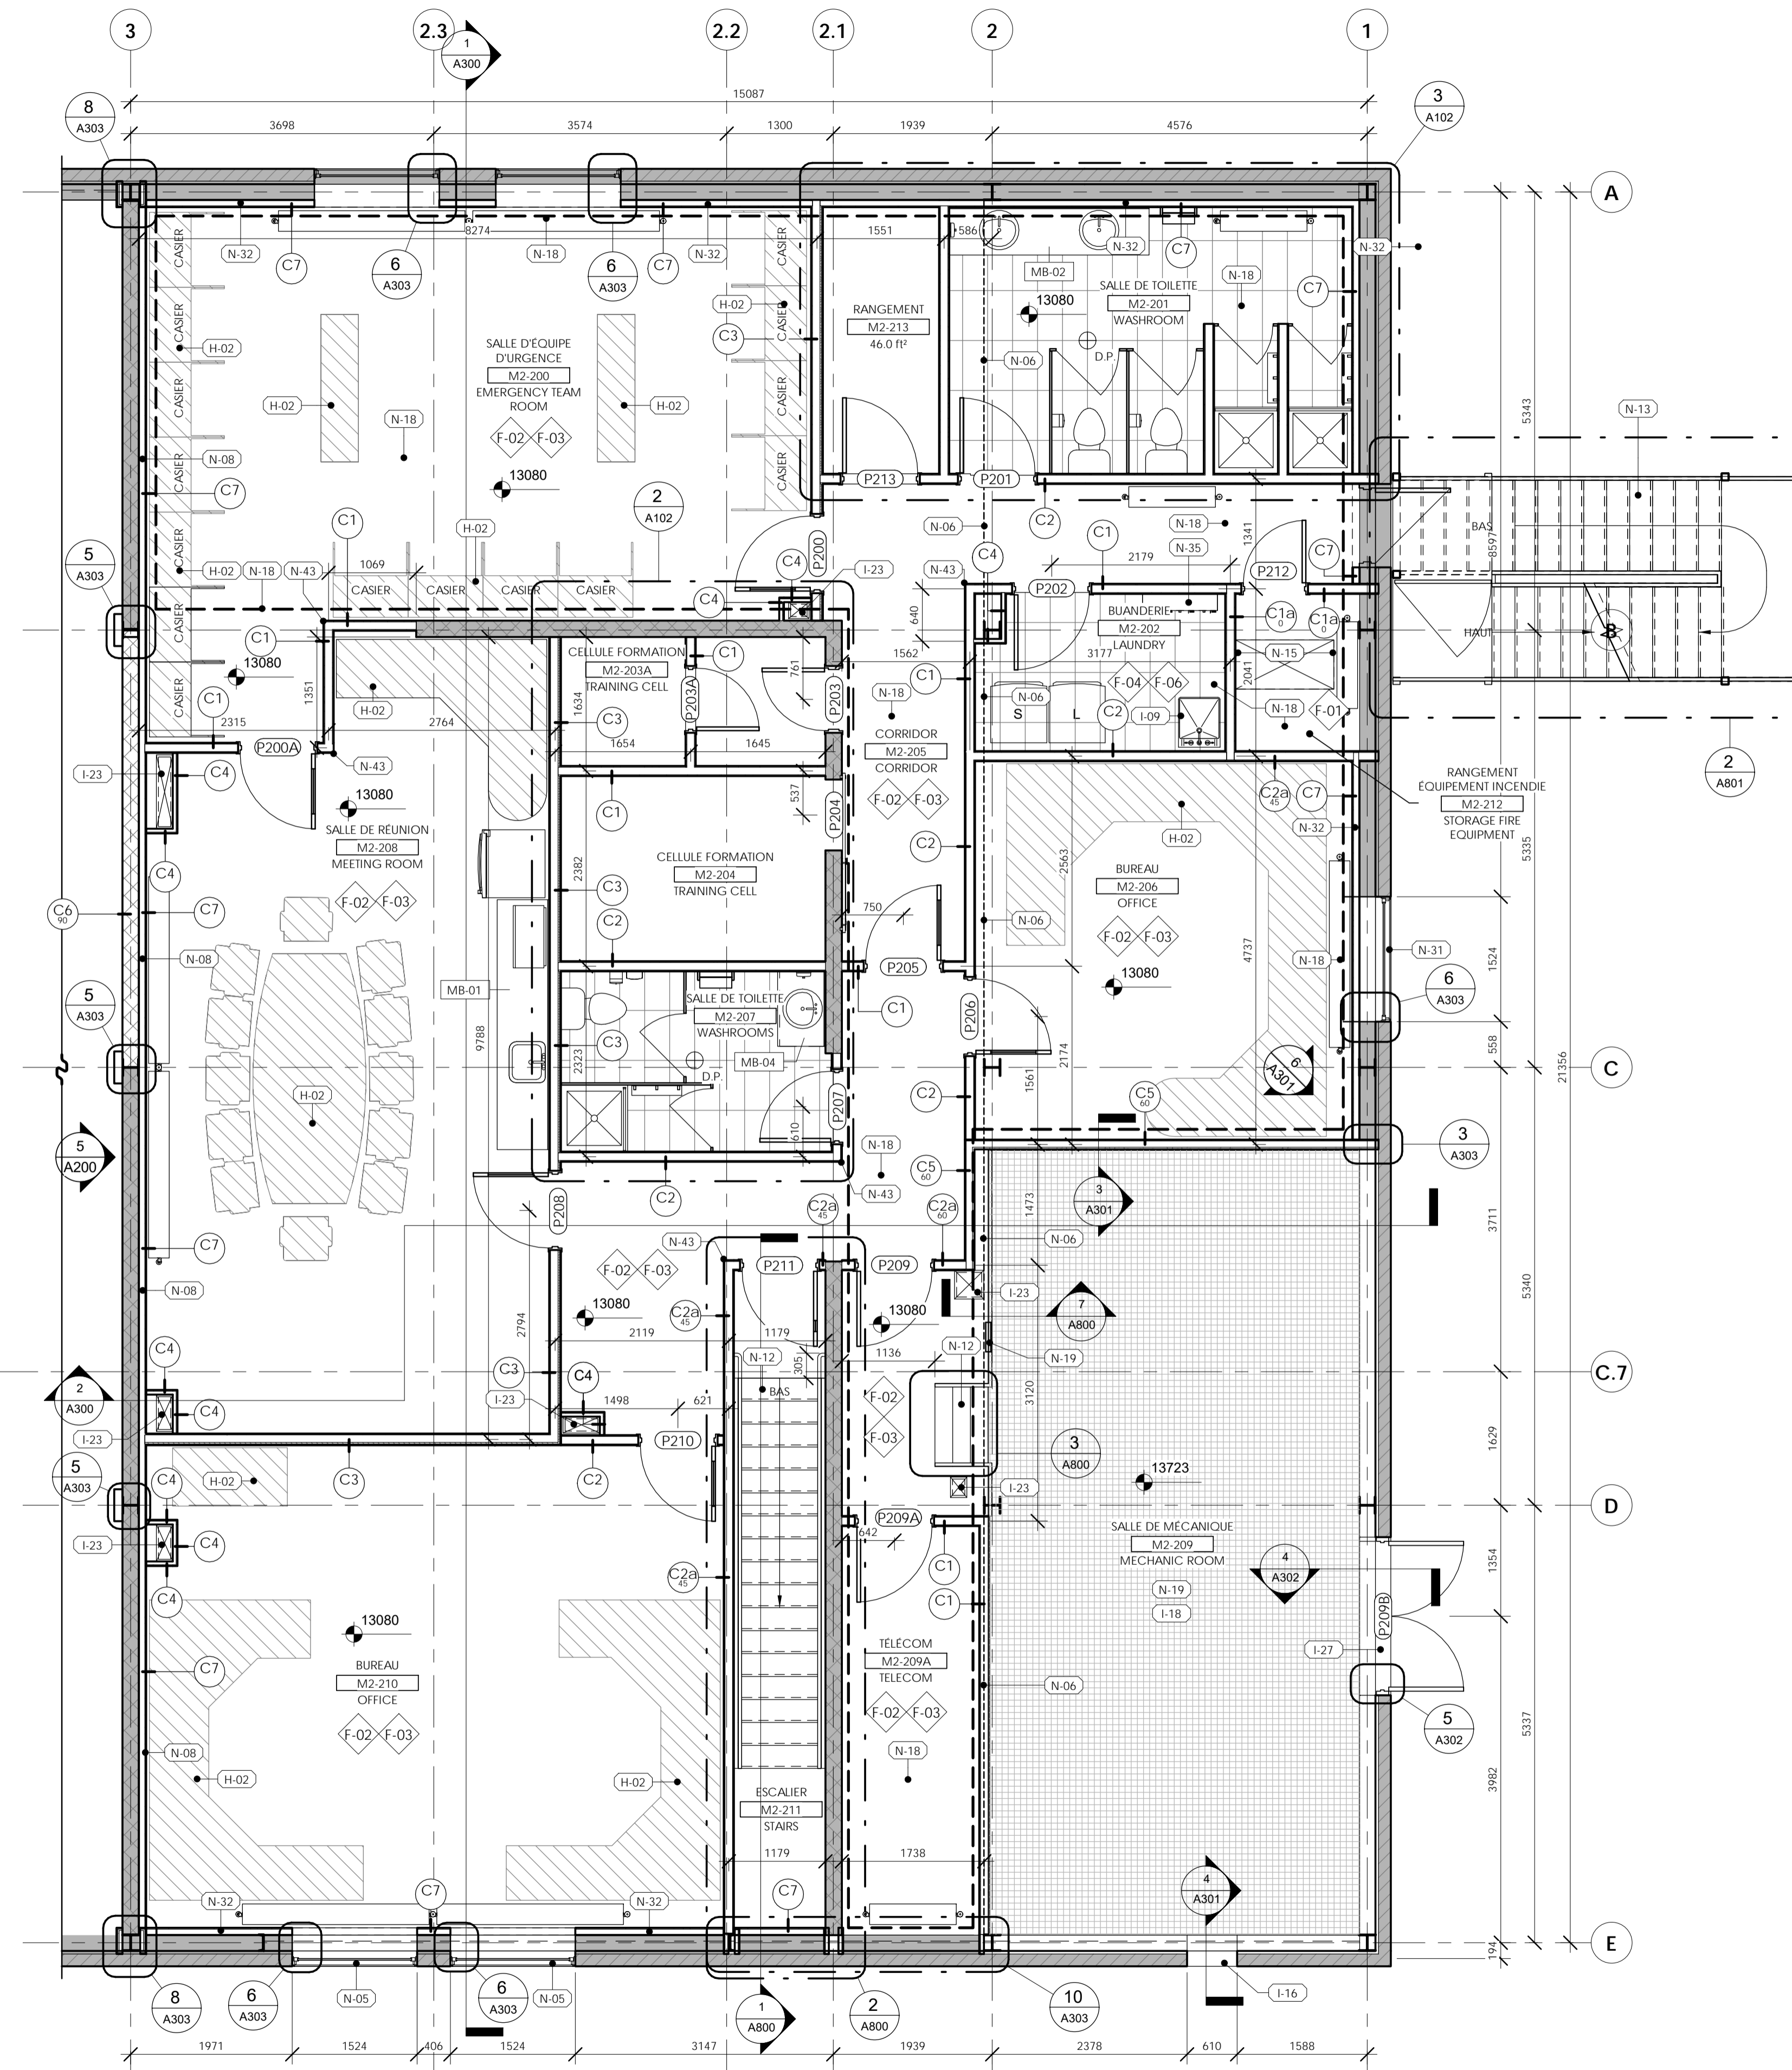 3
2.3
2.2
2.1
2
1
1
A300
8
A303
3
A102
15087
3698
3574
1300
1939
4576
A
8274
1551
586
N-32
C7
6
A303
N-18
6
A303
C7
N-32
N-32
C7
N-32
MB-02
13080
SALLE DE TOILETTE
M2-201
WASHROOM
N-18
C7
CASIER
CASIER
CASIER
CASIER
CASIER
CASIER
CASIER
CASIER
CASIER
CASIER
CASIER
H-02
C3
H-02
RANGEMENT
M2-213
46.0 ft²
D.P.
N-06
SALLE D'ÉQUIPE
D'URGENCE
M2-200
EMERGENCY TEAM
ROOM
F-02
F-03
H-02
H-02
N-18
13080
N-08
C7
5343
N-13
P213
P201
C2
N-18
1341
2
A102
C1
H-02
N-06
C1
C4
N-35
2179
P212
C7
BAS
8597
5
A303
H-02
N-18
N-43
1069
CASIER
CASIER
CASIER
CASIER
P200
C4
C4
I-23
N-43
P202
640
BUANDERIE
M2-202
LAUNDRY
C1a
0
C1a
0
HAUT
B
C1
13080
1351
C1
2315
2764
H-02
CELLULE FORMATION
M2-203A
TRAINING CELL
C1
1634
C3
P203A
761
P203
1654
1645
1562
C1
3177
N-15
2041
F-04
F-06
N-06
S
L
C2
I-09
N-18
F-01
N-18
CORRIDOR
M2-205
CORRIDOR
F-02
F-03
P200A
I-23
C4
N-43
13080
SALLE DE RÉUNION
M2-208
MEETING ROOM
F-02
F-03
C4
C1
537
P204
C2a
45
C7
N-32
RANGEMENT
ÉQUIPEMENT INCENDIE
M2-212
STORAGE FIRE
EQUIPMENT
2
A801
5335
H-02
C2
2563
BUREAU
M2-206
OFFICE
F-02
F-03
13080
CELLULE FORMATION
M2-204
TRAINING CELL
2382
C3
C2
750
N-06
C6
90
C7
N-08
4737
N-18
N-31
1524
6
A303
P205
C1
P206
MB-01
5
A303
9788
SALLE DE TOILETTE
M2-207
WASHROOMS
C3
2323
MB-04
D.P.
P207
610
558
2174
1561
6
A301
C
21356
H-02
C2
C5
60
5
A200
N-18
C5
60
N-43
3
A303
3
A301
C2
C2a
45
C2a
60
1473
3711
P208
N-43
C7
F-02
F-03
13080
P211
P209
N-06
N-08
2794
C2a
45
13080
I-23
7
A800
5340
2119
1179
1136
N-12
305
N-12
N-19
C4
C3
C4
1498
621
BAS
F-02
F-03
3120
C.7
2
A300
I-23
C4
I-23
P210
3
A800
1629
5
A303
C4
H-02
C3
C2
I-23
13723
D
I-23
C4
C4
P209A
642
C1
SALLE DE MÉCANIQUE
M2-209
MECHANIC ROOM
4
A302
1354
C2a
45
C1
N-19
I-18
P209B
I-27
13080
BUREAU
M2-210
OFFICE
C7
TÉLÉCOM
M2-209A
TELECOM
N-06
F-02
F-03
F-02
F-03
5
A302
5337
N-08
H-02
H-02
N-18
3982
ESCALIER
M2-211
STAIRS
1179
1738
4
A301
N-32
C7
N-32
C7
E
194
8
A303
6
A303
N-05
6
A303
N-05
1
A800
2
A800
10
A303
I-16
1971
1524
406
1524
3147
1939
2378
610
1588